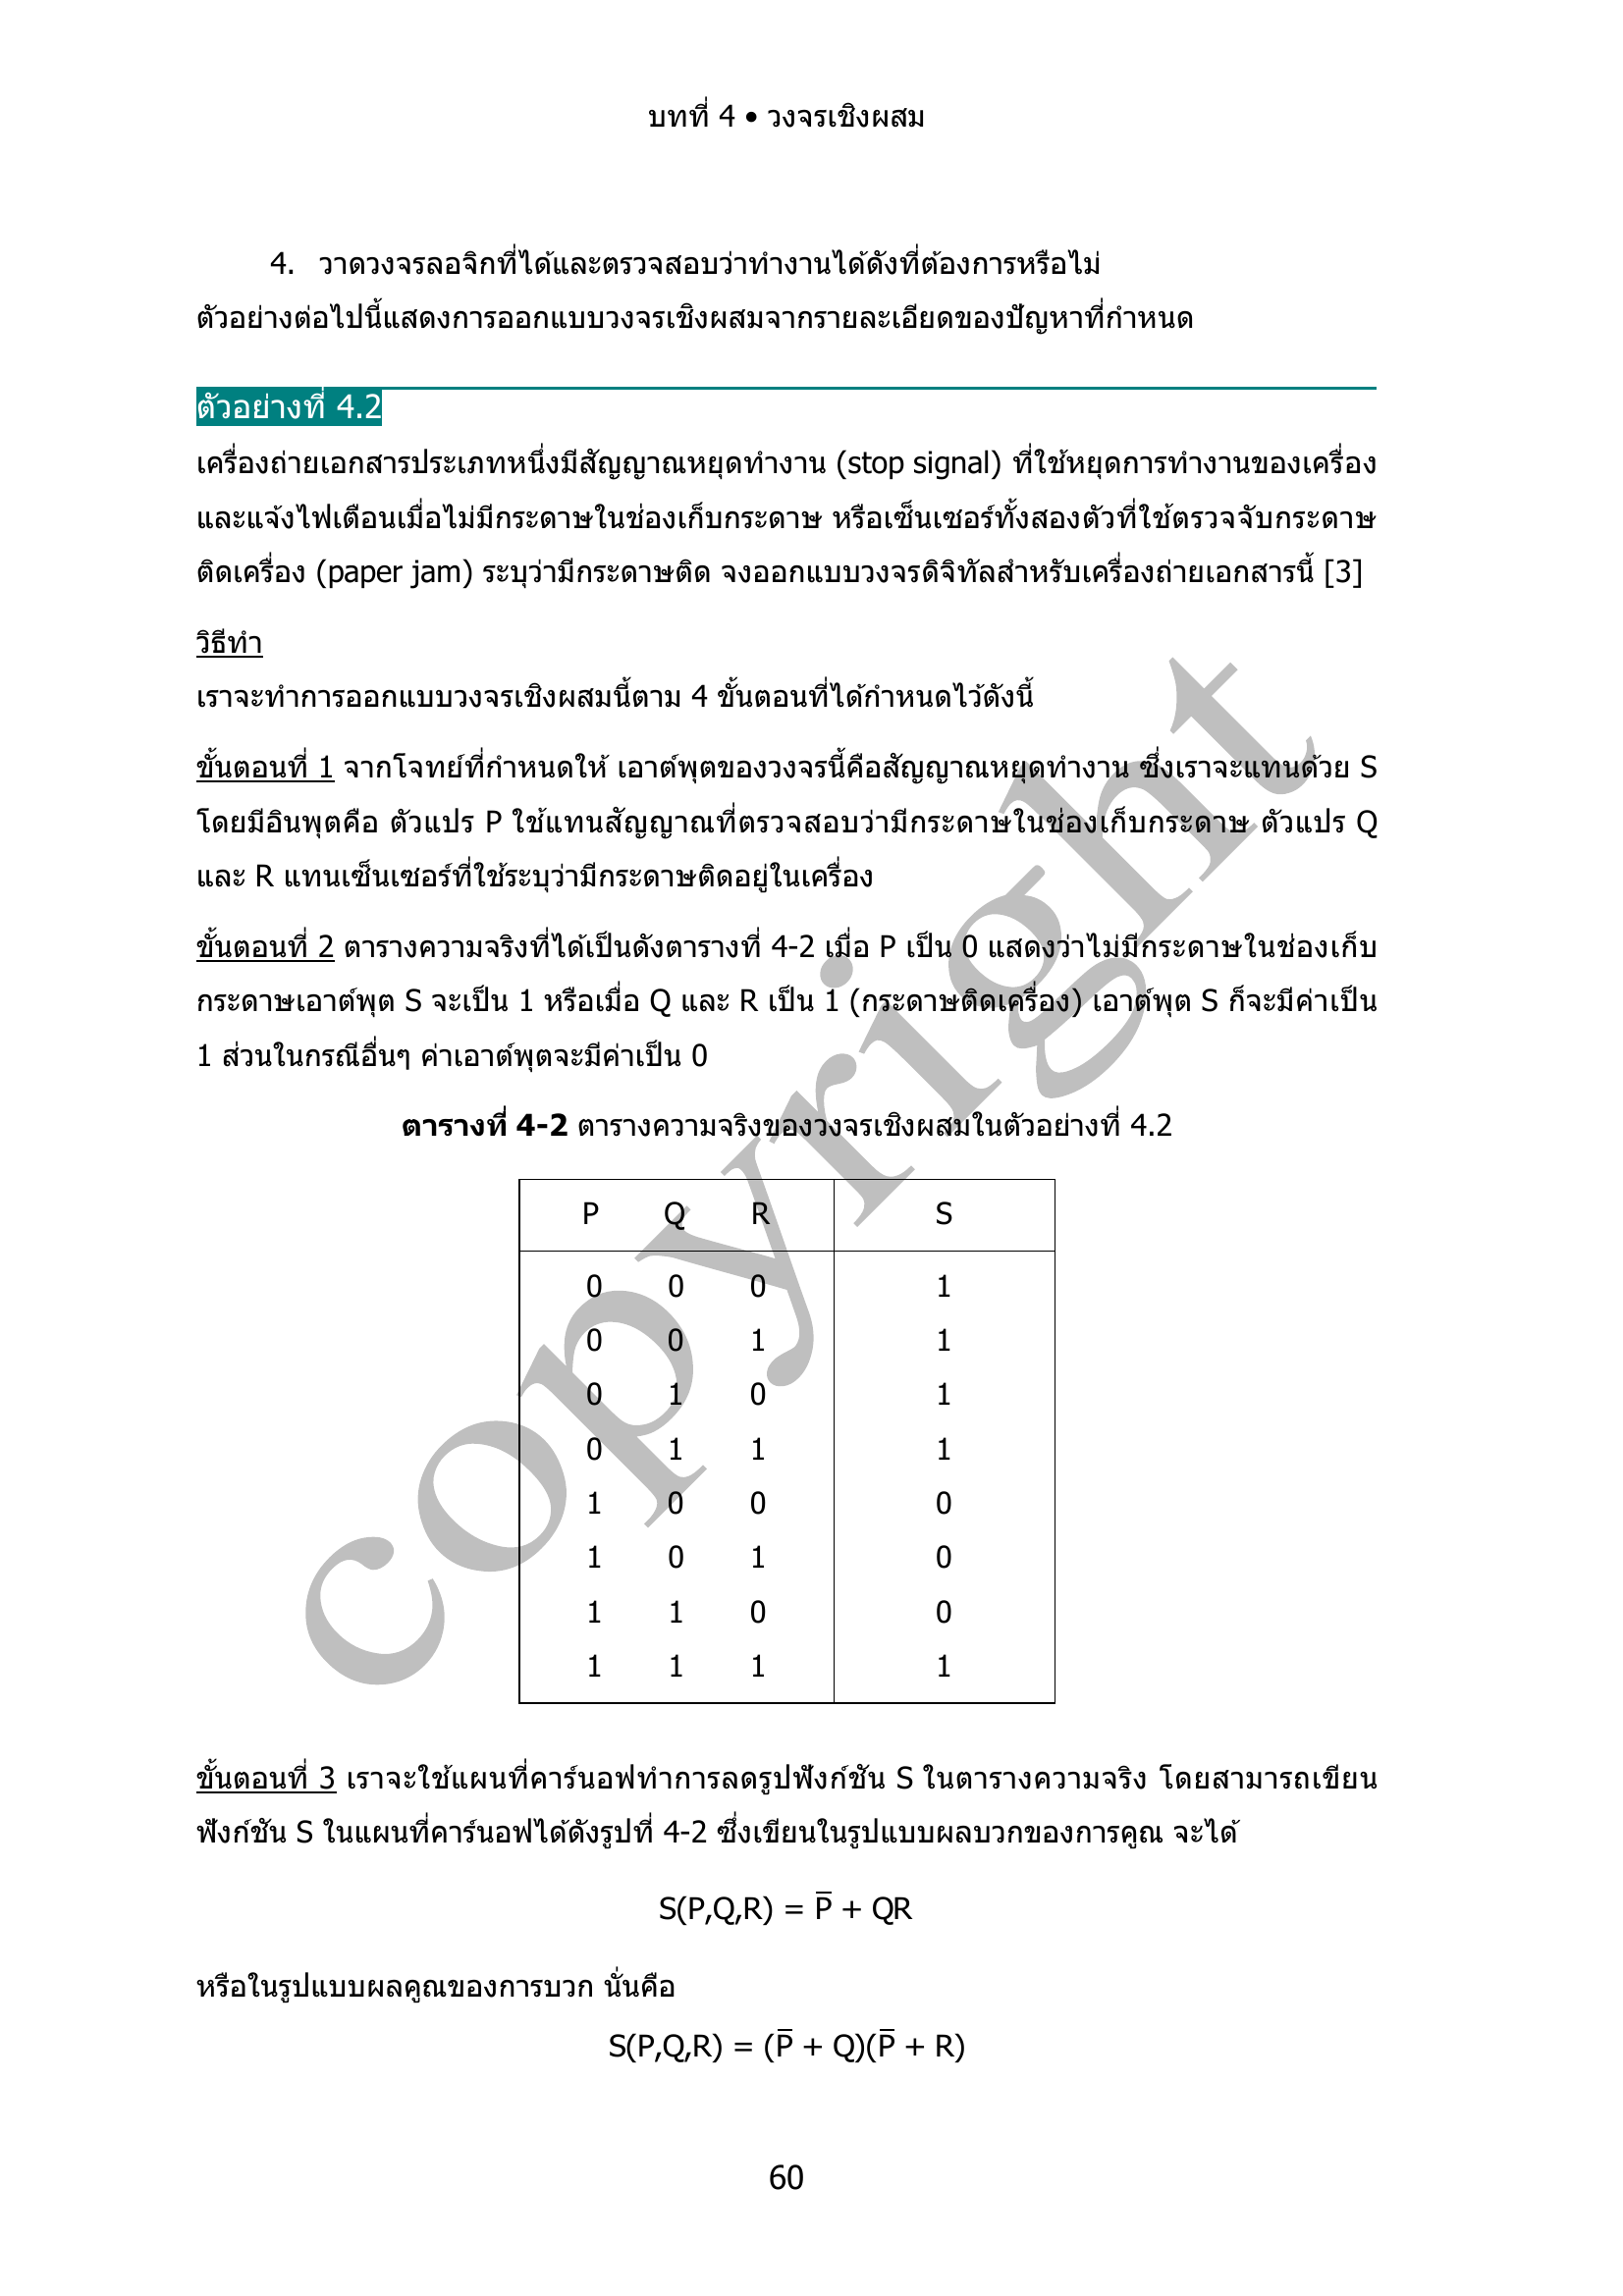 บทที่ 4 • วงจรเชิงผสม
4. วาดวงจรลอจิกที่ได้และตรวจสอบว่าทำงานได้ดังที่ต้องการหรือไม่
ตัวอย่างต่อไปนี้แสดงการออกแบบวงจรเชิงผสมจากรายละเอียดของปัญหาที่กำหนด
ตัวอย่างที่ 4.2
เครื่องถ่ายเอกสารประเภทหนึ่งมีสัญญาณหยุดทำงาน (stop signal) ที่ใช้หยุดการทำงานของเครื่อง
และแจ้งไฟเตือนเมื่อไม่มีกระดาษในช่องเก็บกระดาษ หรือเซ็นเซอร์ทั้งสองตัวที่ใช้ตรวจจับกระดาษ
ติดเครื่อง (paper jam) ระบุว่ามีกระดาษติด จงออกแบบวงจรดิจิทัลสำหรับเครื่องถ่ายเอกสารนี้ [3]
วิธีทำ
เราจะทำการออกแบบวงจรเชิงผสมนี้ตาม 4 ขั้นตอนที่ได้กำหนดไว้ดังนี้
ขั้นตอนที่ 1 จากโจทย์ที่กำหนดให้ เอาต์พุตของวงจรนี้คือสัญญาณหยุดทำงาน ซึ่งเราจะแทนด้วย S
โดยมีอินพุตคือ ตัวแปร P ใช้แทนสัญญาณที่ตรวจสอบว่ามีกระดาษในช่องเก็บกระดาษ ตัวแปร Q
และ R แทนเซ็นเซอร์ที่ใช้ระบุว่ามีกระดาษติดอยู่ในเครื่อง
ขั้นตอนที่ 2 ตารางความจริงที่ได้เป็นดังตารางที่ 4-2 เมื่อ P เป็น 0 แสดงว่าไม่มีกระดาษในช่องเก็บ
กระดาษเอาต์พุต S จะเป็น 1 หรือเมื่อ Q และ R เป็น 1 (กระดาษติดเครื่อง) เอาต์พุต S ก็จะมีค่าเป็น
1 ส่วนในกรณีอื่นๆ ค่าเอาต์พุตจะมีค่าเป็น 0
ตารางที่ 4-2 ตารางความจริงของวงจรเชิงผสมในตัวอย่างที่ 4.2
P Q R S
0 0 0 1
0 0 1 1
0 1 0 1
0 1 1 1
1 0 0 0
1 0 1 0
1 1 0 0
1 1 1 1
ขั้นตอนที่ 3 เราจะใช้แผนที่คาร์นอฟทำการลดรูปฟังก์ชัน S ในตารางความจริง โดยสามารถเขียน
ฟังก์ชัน S ในแผนที่คาร์นอฟได้ดังรูปที่ 4-2 ซึ่งเขียนในรูปแบบผลบวกของการคูณ จะได้
S(P,Q,R) = P̅ + QR
หรือในรูปแบบผลคูณของการบวก นั่นคือ
S(P,Q,R) = (P̅ + Q)(P̅ + R)
60
copyright